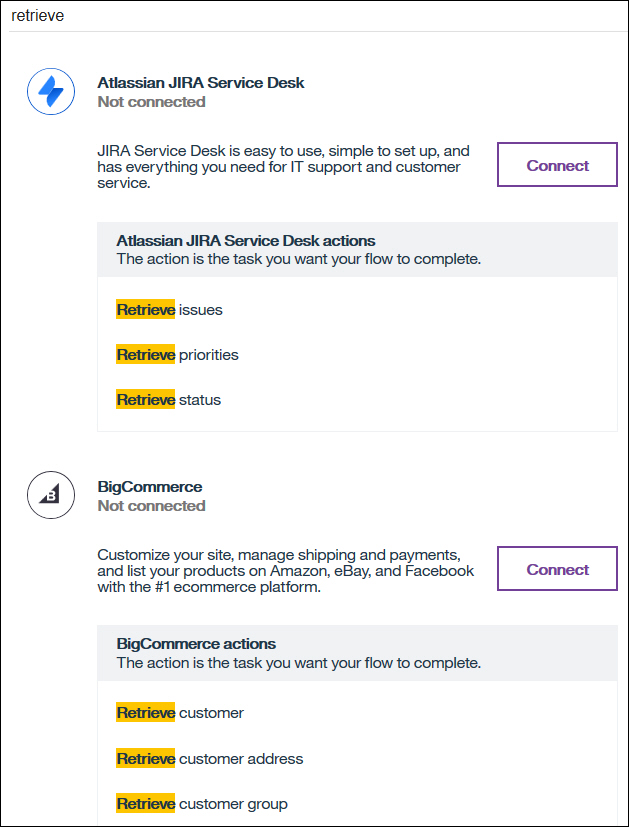 retrieve
Atlassian JIRA Service Desk
Not connected
JIRA Service Desk is easy to use, simple to set up, and
has everything you need for IT support and customer
service.
Connect
Atlassian JIRA Service Desk actions
The action is the task you want your flow to complete.
Retrieve issues
Retrieve priorities
Retrieve status
B
BigCommerce
Not connected
Customize your site, manage shipping and payments,
and list your products on Amazon, eBay, and Facebook
with the #1 ecommerce platform.
Connect
BigCommerce actions
The action is the task you want your flow to complete.
Retrieve customer
Retrieve customer address
Retrieve customer group